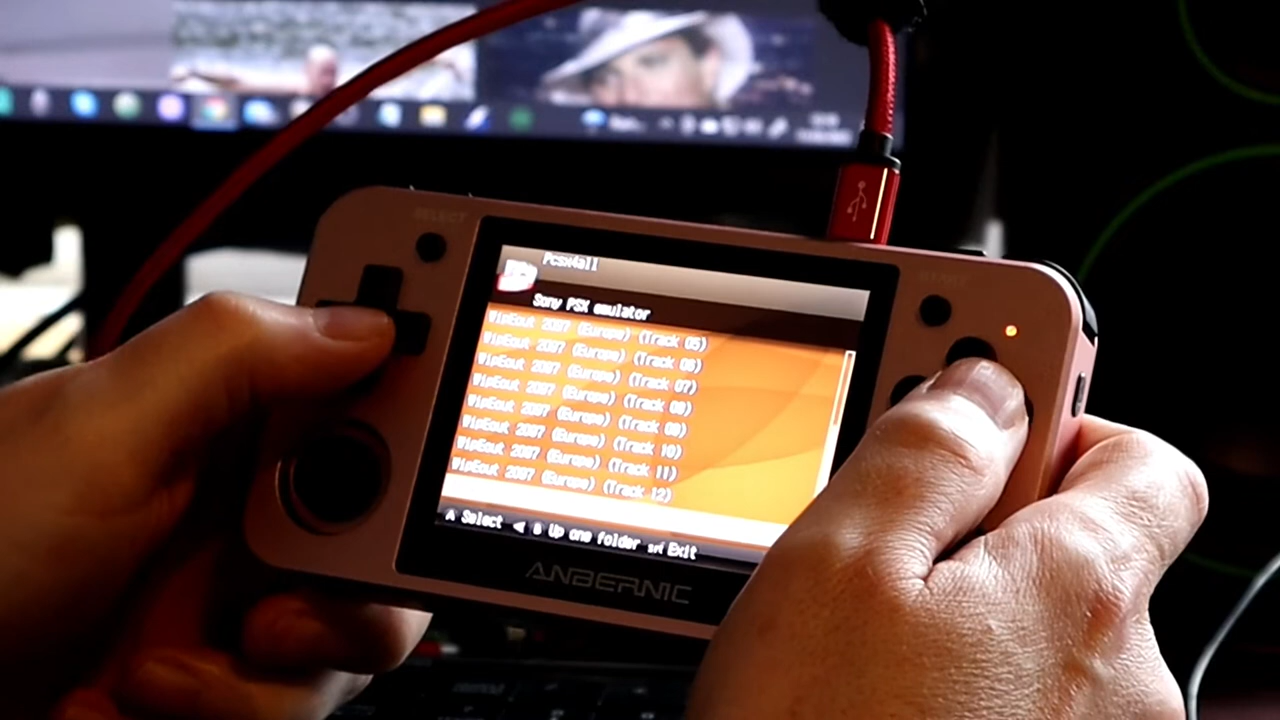 SELECT
START
Pcsx4all
Sony PSX emulator
WipEout 2097 (Europe) (Track 05)
WipEout 2097 (Europe) (Track 06)
WipEout 2097 (Europe) (Track 07)
WipEout 2097 (Europe) (Track 08)
WipEout 2097 (Europe) (Track 09)
WipEout 2097 (Europe) (Track 10)
WipEout 2097 (Europe) (Track 11)
WipEout 2097 (Europe) (Track 12)
A Select ◀ B Up one folder Exit
ANBERNIC